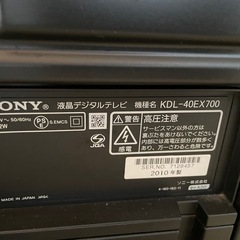 SONY 液晶デジタルテレビ 機種名 KDL-40EX700
50/60Hz
PSE
S.EMCS
JQA
警告
高圧注意
サービスマン以外の方は、
裏ぶたをあけないでください。
内部には高電圧部分が
数多くあり、万一
さわると危険です。
SER.NO. 7129457
2010年製
ソニー株式会社
MADE IN JAPAN